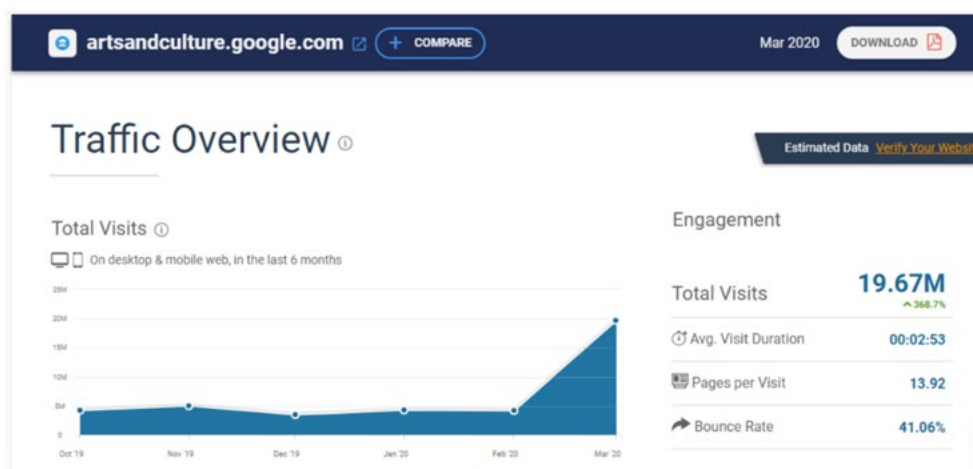 artsandculture.google.com + COMPARE Mar 2020 DOWNLOAD
Traffic Overview
Estimated Data Verify Your Websi
Total Visits
On desktop & mobile web, in the last 6 months
25M
20M
15M
10M
5M
0
Oct '19 Nov '19 Dec '19 Jan '20 Feb '20 Mar '20
Engagement
Total Visits 19.67M
368.7%
Avg. Visit Duration 00:02:53
Pages per Visit 13.92
Bounce Rate 41.06%